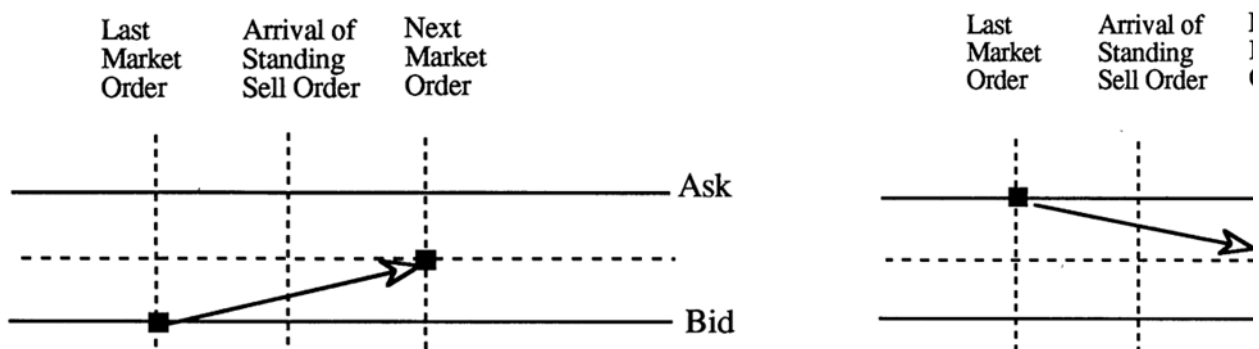 Last
Market
Order
Arrival of
Standing
Sell Order
Next
Market
Order
Ask
Bid
Last
Market
Order
Arrival of
Standing
Sell Order